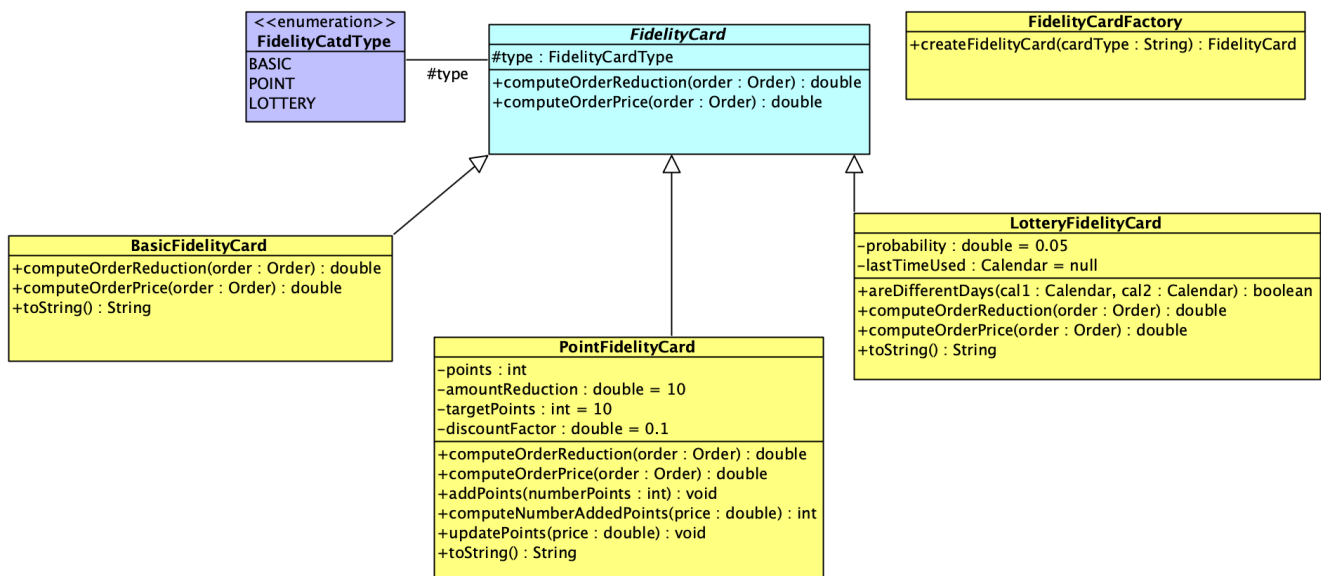 <<enumeration>>
FidelityCatdType
BASIC
POINT
LOTTERY
#type
FidelityCard
#type : FidelityCardType
+computeOrderReduction(order : Order) : double
+computeOrderPrice(order : Order) : double
FidelityCardFactory
+createFidelityCard(cardType : String) : FidelityCard
BasicFidelityCard
+computeOrderReduction(order : Order) : double
+computeOrderPrice(order : Order) : double
+toString() : String
PointFidelityCard
-points : int
-amountReduction : double = 10
-targetPoints : int = 10
-discountFactor : double = 0.1
+computeOrderReduction(order : Order) : double
+computeOrderPrice(order : Order) : double
+addPoints(numberPoints : int) : void
+computeNumberAddedPoints(price : double) : int
+updatePoints(price : double) : void
+toString() : String
LotteryFidelityCard
-probability : double = 0.05
-lastTimeUsed : Calendar = null
+areDifferentDays(cal1 : Calendar, cal2 : Calendar) : boolean
+computeOrderReduction(order : Order) : double
+computeOrderPrice(order : Order) : double
+toString() : String